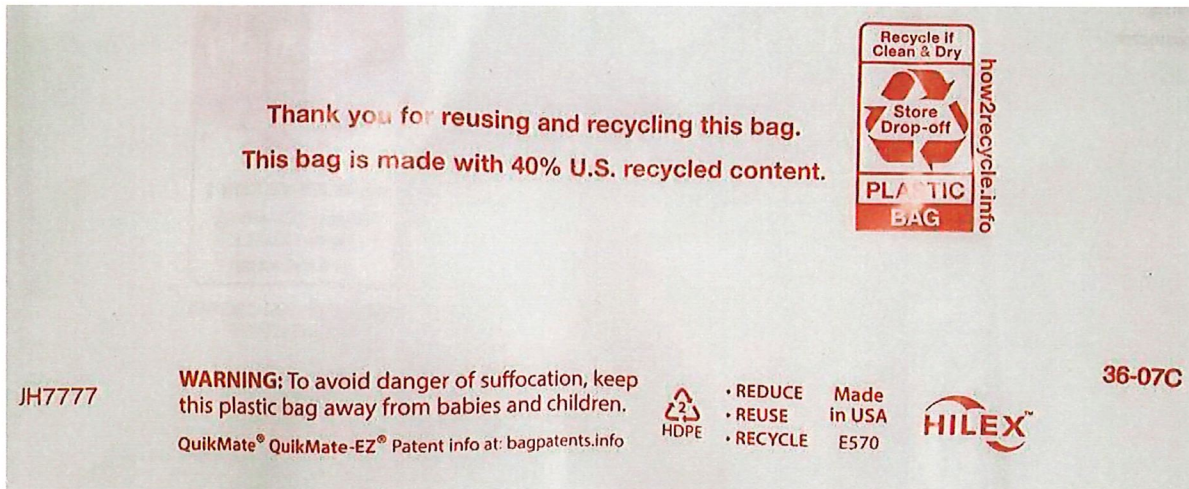 Recycle if
Clean & Dry
Store
Drop-off
PLASTIC
BAG
how2recycle.info
Thank you for reusing and recycling this bag.
This bag is made with 40% U.S. recycled content.
JH7777
WARNING: To avoid danger of suffocation, keep
this plastic bag away from babies and children.
QuikMate® QuikMate-EZ® Patent info at: bagpatents.info
2
HDPE
• REDUCE
• REUSE
• RECYCLE
Made
in USA
E570
HILEX™
36-07C